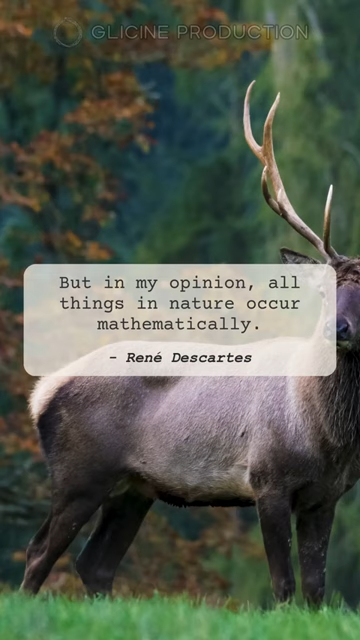 GLICINE PRODUCTION
But in my opinion, all
things in nature occur
mathematically.
- René Descartes